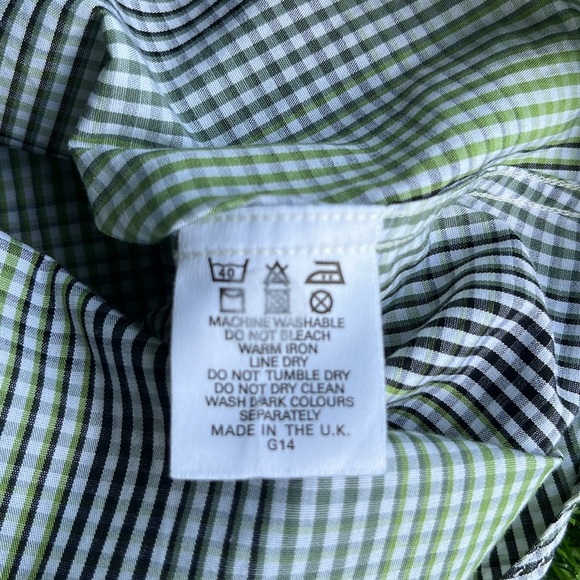 40
MACHINE WASHABLE
DO NOT BLEACH
WARM IRON
LINE DRY
DO NOT TUMBLE DRY
DO NOT DRY CLEAN
WASH DARK COLOURS
SEPARATELY
MADE IN THE U.K.
G14